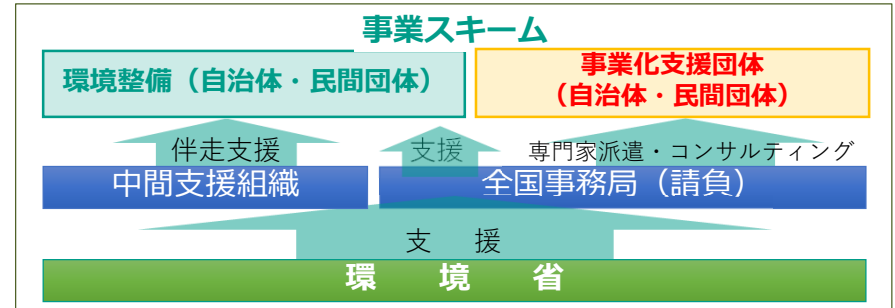 事業スキーム
環境整備（自治体・民間団体）
事業化支援団体
（自治体・民間団体）
伴走支援
支援
専門家派遣・コンサルティング
中間支援組織
全国事務局（請負）
支　援
環　境　省